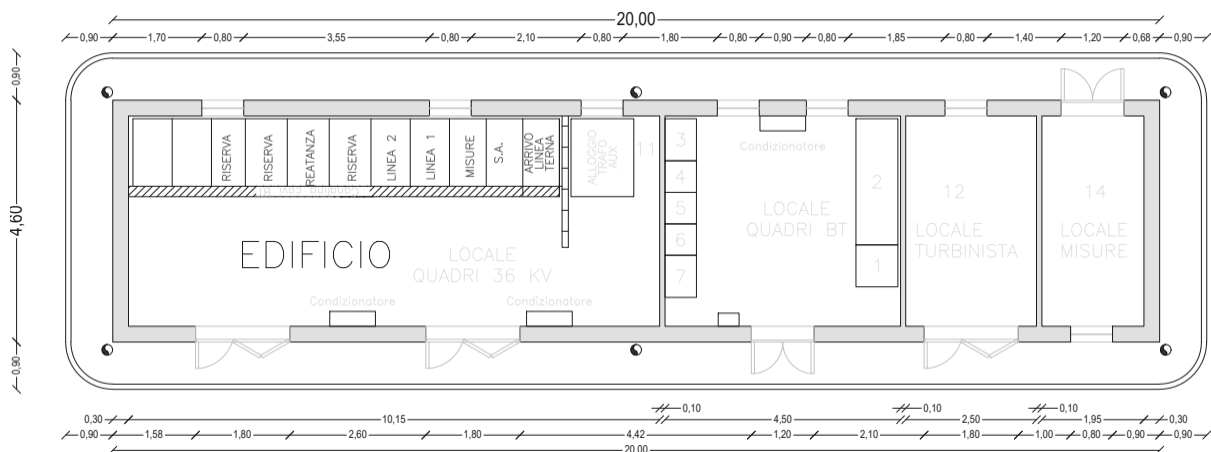 20,00
0,90 1,70 0,80 3,55 0,80 2,10 0,80 1,80 0,80 0,90 0,80 1,85 0,80 1,40 1,20 0,68 0,90
0,90
4,60
0,90
RISERVA
RISERVA
REATANZA
RISERVA
LINEA 2
LINEA 1
MISURE
S.A.
ARRIVO
LINEA
TERNA
ALLOGGIO
TRAFO
AUX
11
3
4
5
6
7
Condizionatore
2
1
12
14
EDIFICIO
LOCALE
QUADRI 36 KV
LOCALE
QUADRI BT
LOCALE
TURBINISTA
LOCALE
MISURE
Condizionatore
Condizionatore
0,10 0,10 0,10
0,30 10,15 4,50 2,50 1,95 0,30
0,90 1,58 1,80 2,60 1,80 4,42 1,20 2,10 1,80 1,00 0,80 0,90 0,90
20,00